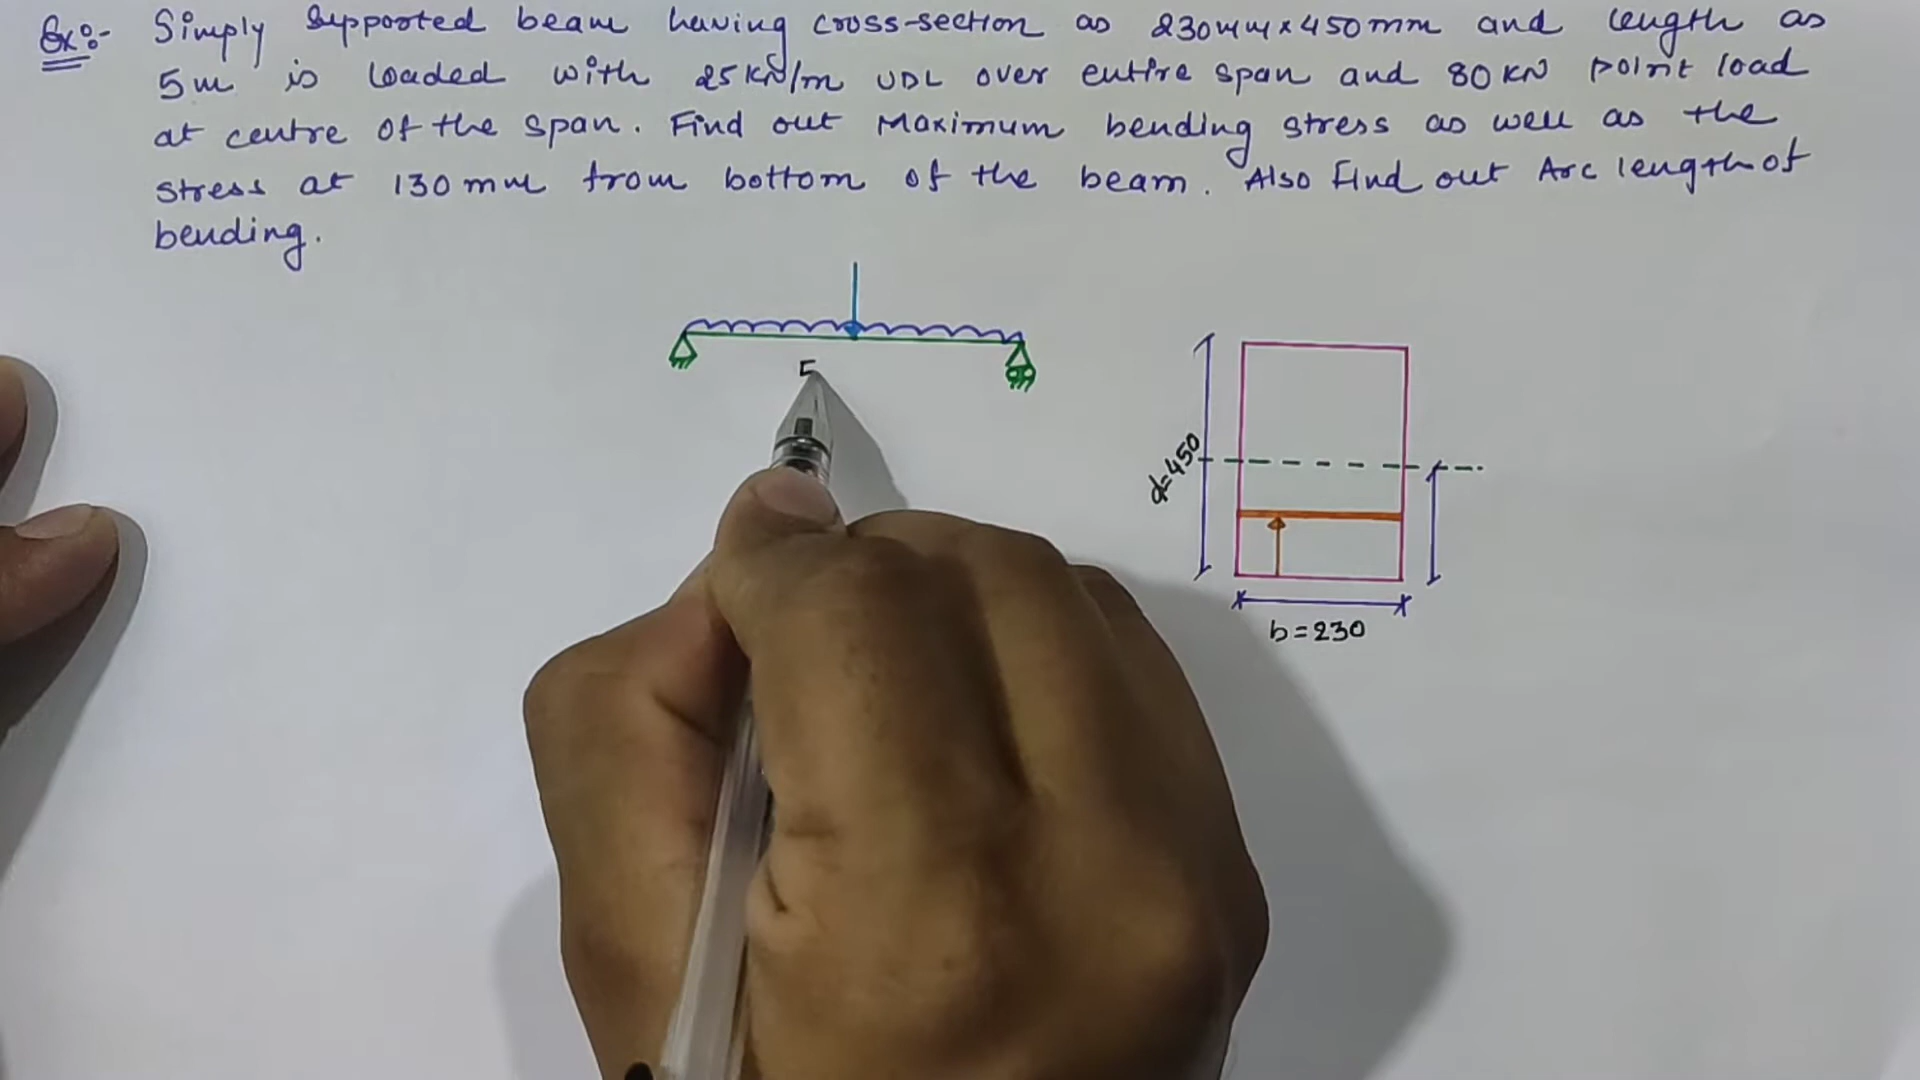 Ex:- Simply Supported beam having cross-section as 230mm x 450mm and length as
5m is loaded with 25 kN/m UDL over entire span and 80 kN point load
at centre of the span. Find out Maximum bending stress as well as the
stress at 130mm from bottom of the beam. Also Find out Arc length of
bending.
5
d=450
b=230